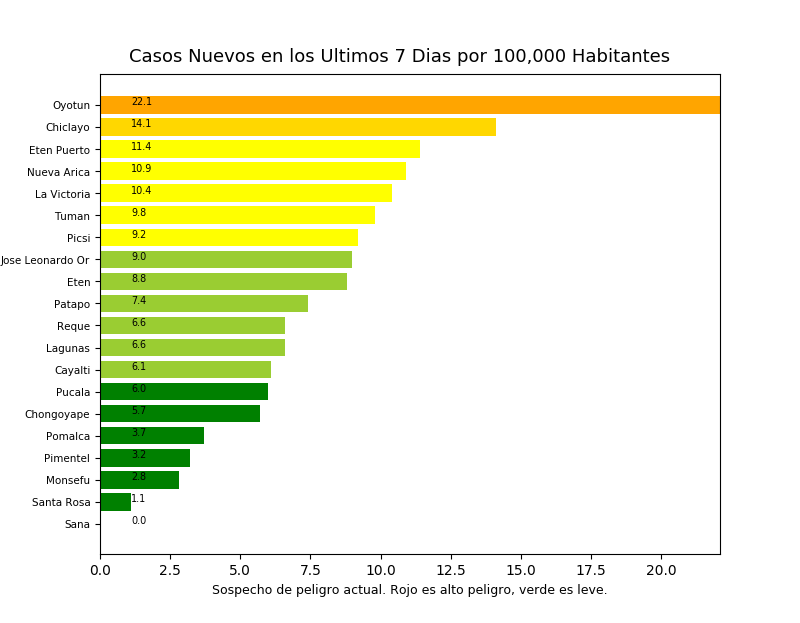 Casos Nuevos en los Ultimos 7 Dias por 100,000 Habitantes
Oyotun 22.1
Chiclayo 14.1
Eten Puerto 11.4
Nueva Arica 10.9
La Victoria 10.4
Tuman 9.8
Picsi 9.2
Jose Leonardo Or 9.0
Eten 8.8
Patapo 7.4
Reque 6.6
Lagunas 6.6
Cayalti 6.1
Pucala 6.0
Chongoyape 5.7
Pomalca 3.7
Pimentel 3.2
Monsefu 2.8
Santa Rosa 1.1
Sana 0.0
0.0 2.5 5.0 7.5 10.0 12.5 15.0 17.5 20.0
Sospecho de peligro actual. Rojo es alto peligro, verde es leve.